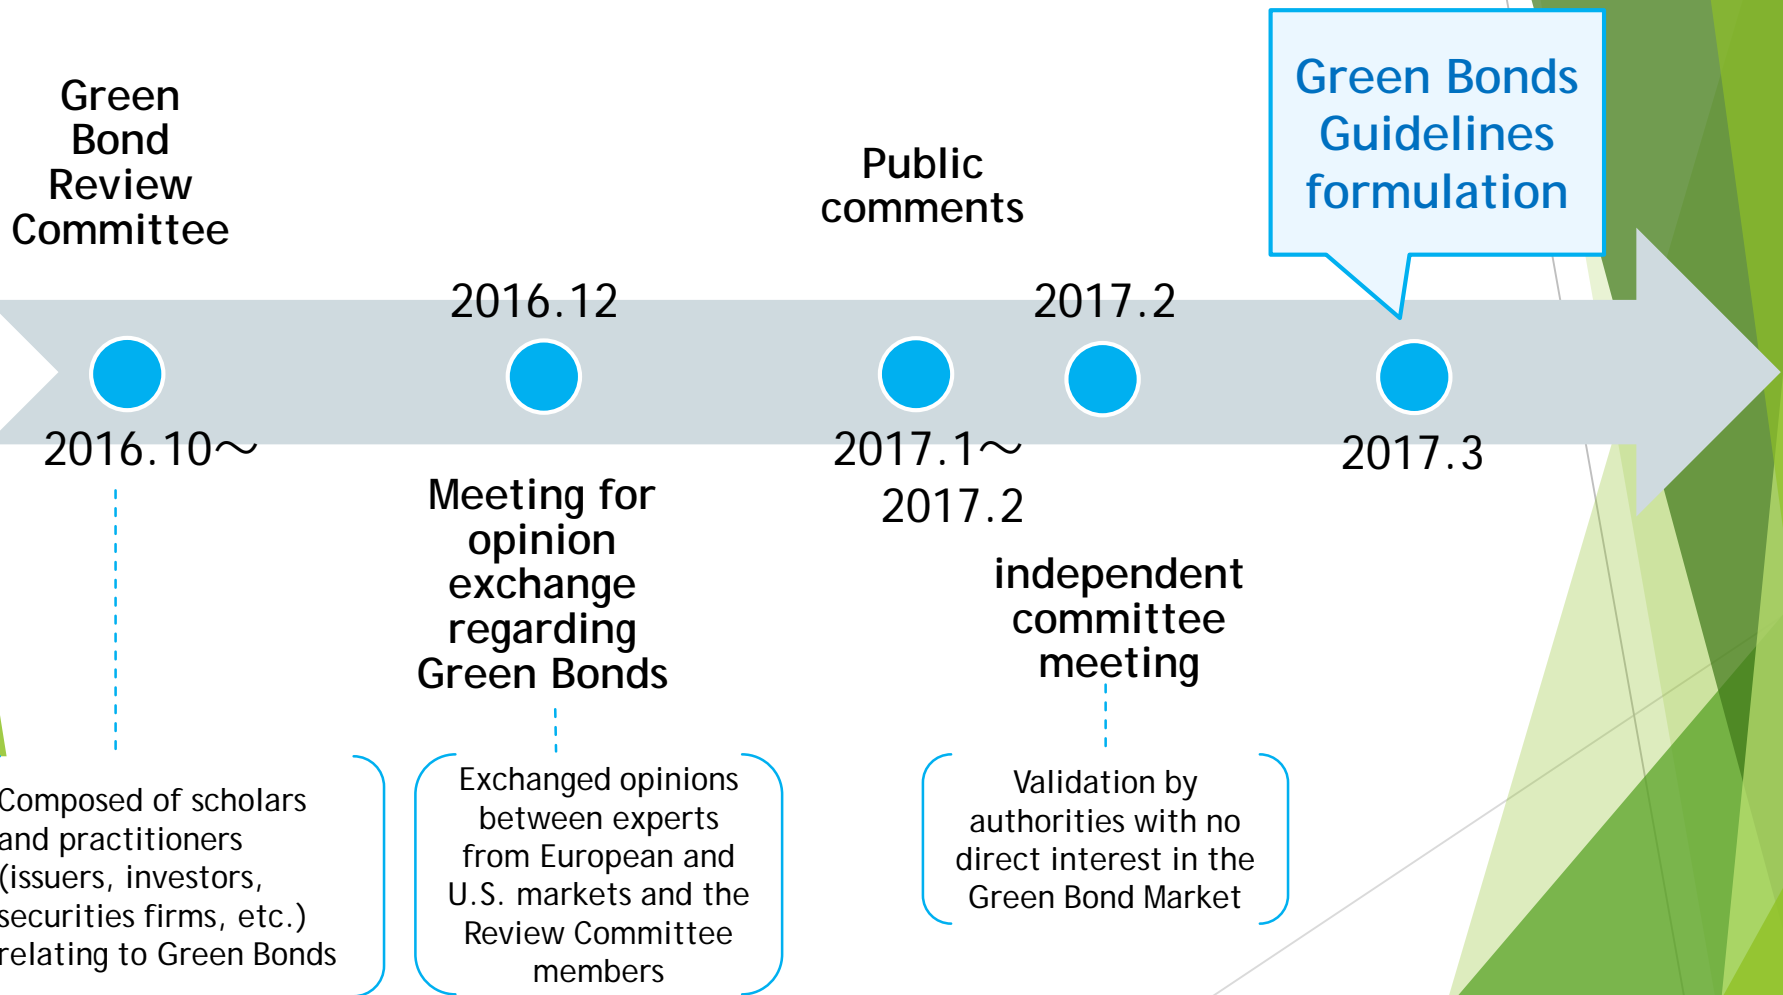 Green
Bond
Review
Committee
2016.10～
Composed of scholars
and practitioners
(issuers, investors,
securities firms, etc.)
relating to Green Bonds
2016.12
Meeting for
opinion
exchange
regarding
Green Bonds
Exchanged opinions
between experts
from European and
U.S. markets and the
Review Committee
members
Public
comments
2017.1～
2017.2
2017.2
independent
committee
meeting
Validation by
authorities with no
direct interest in the
Green Bond Market
Green Bonds
Guidelines
formulation
2017.3